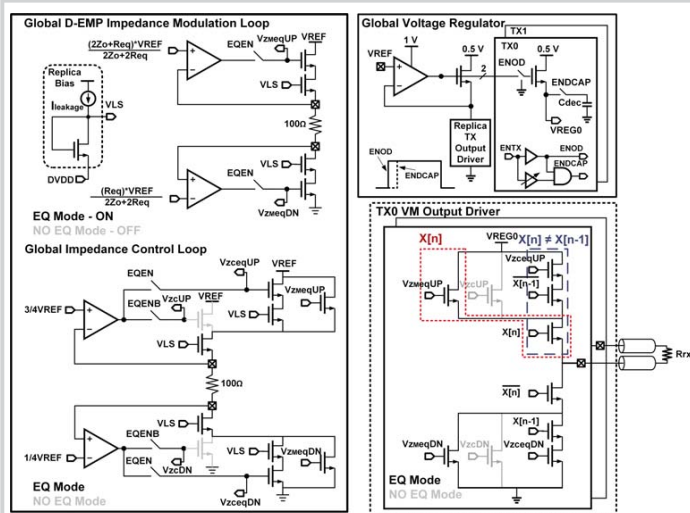 Global D-EMP Impedance Modulation Loop
(2Zo+Req)*VREF
2Zo+2Req
EQEN
VZMeqUP
VREF
VLS
Replica
Bias
Ileakage
VLS
DVDD
100Ω
VLS
EQEN
VZMeqDN
(Req)*VREF
2Zo+2Req
EQ Mode - ON
NO EQ Mode - OFF
Global Impedance Control Loop
VzceqUP
VREF
EQEN
VzcUP
VREF
VZMeqUP
3/4VREF
EQENB
VLS
VLS
100Ω
VLS
EQENB
VLS
VZMeqDN
1/4VREF
EQEN
VzcDN
VzceqDN
EQ Mode
NO EQ Mode
Global Voltage Regulator
TX1
TX0
1 V
VREF
0.5 V
0.5 V
ENOD
2
ENDCAP
Cdec
VREG0
Replica
TX
Output
Driver
ENOD
ENDCAP
ENTX
ENOD
ENDCAP
TX0 VM Output Driver
X[n]
VREG0
X[n] ≠ X[n-1]
VzceqUP
VZMeqUP
VzcUP
X[n-1]
X[n]
Rrx
X[n]
X[n-1]
VZMeqDN
VzcDN
VzceqDN
EQ Mode
NO EQ Mode